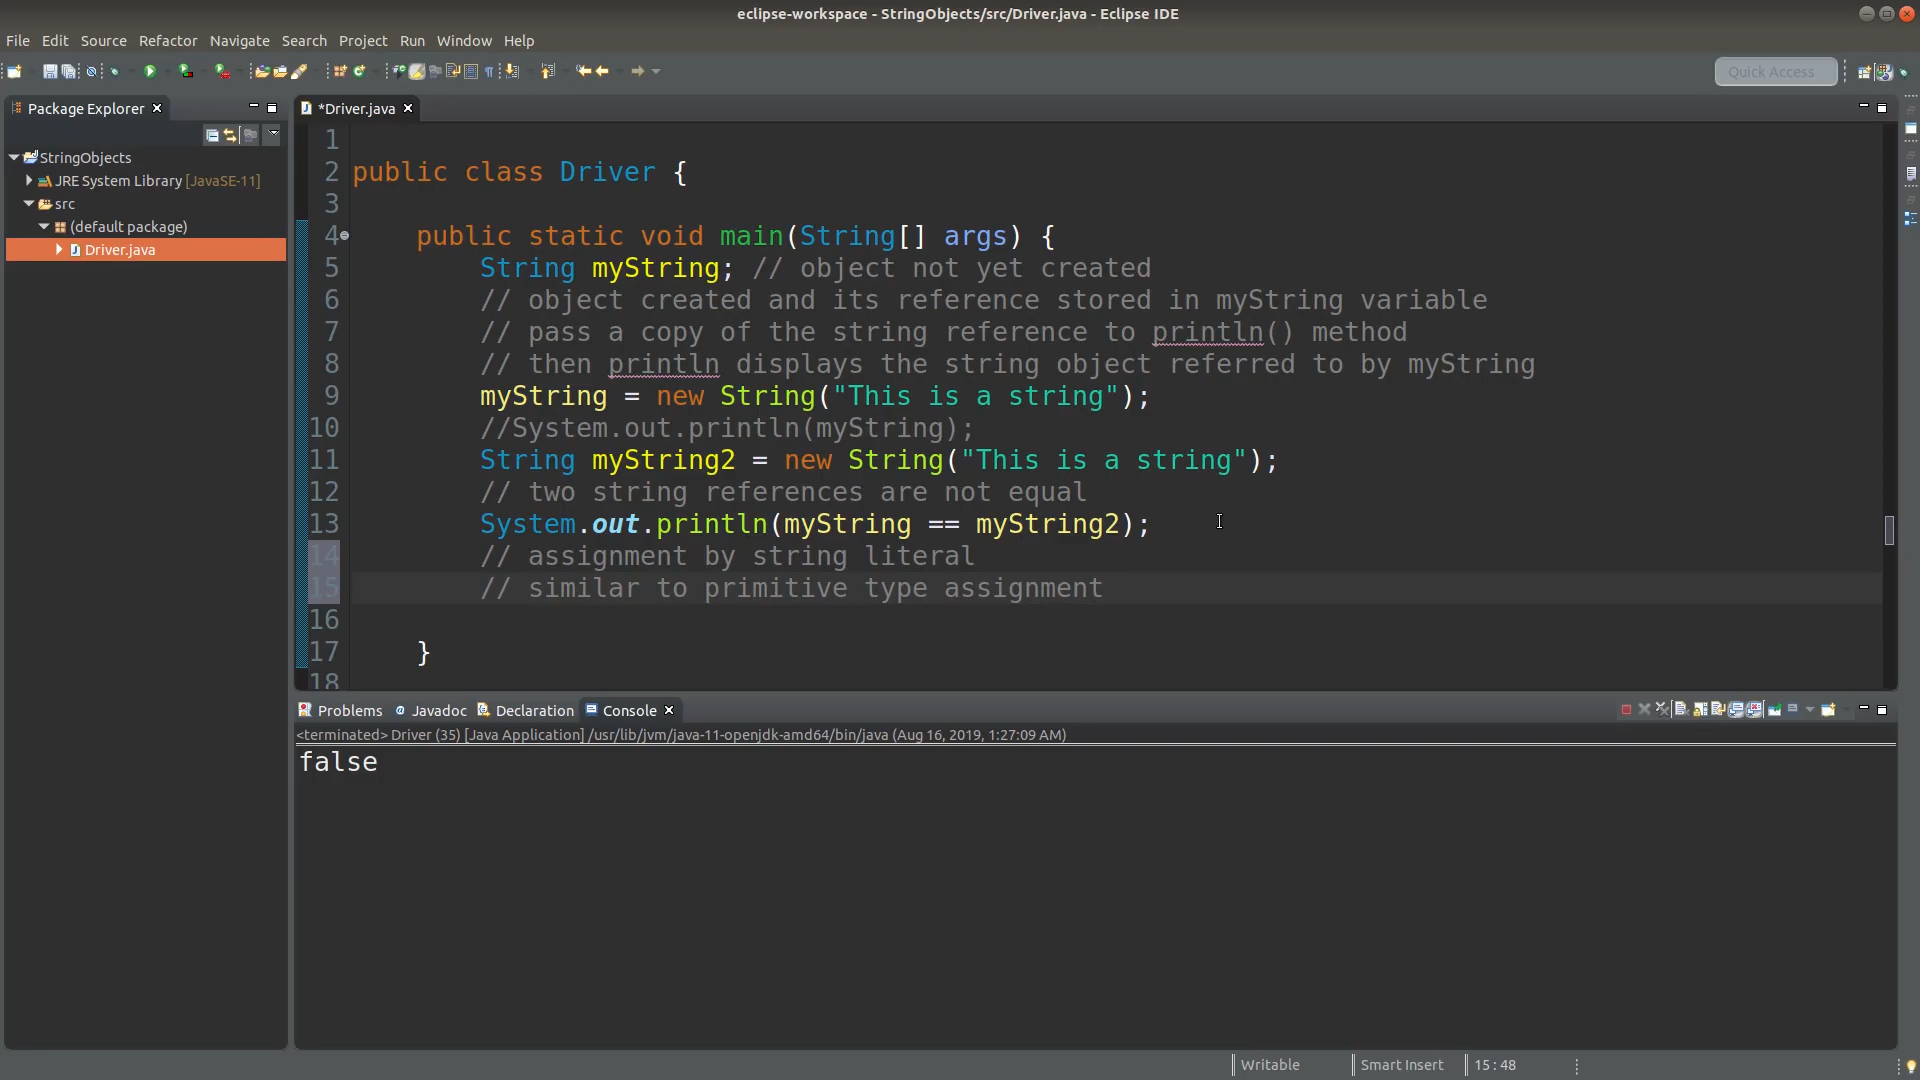 eclipse-workspace - StringObjects/src/Driver.java - Eclipse IDE
File Edit Source Refactor Navigate Search Project Run Window Help
Quick Access
Package Explorer
*Driver.java
StringObjects
JRE System Library [JavaSE-11]
src
(default package)
Driver.java
1
2 public class Driver {
3
4 public static void main(String[] args) {
5 String myString; // object not yet created
6 // object created and its reference stored in myString variable
7 // pass a copy of the string reference to println() method
8 // then println displays the string object referred to by myString
9 myString = new String("This is a string");
10 //System.out.println(myString);
11 String myString2 = new String("This is a string");
12 // two string references are not equal
13 System.out.println(myString == myString2);
14 // assignment by string literal
15 // similar to primitive type assignment
16
17 }
18
Problems Javadoc Declaration Console
<terminated> Driver (35) [Java Application] /usr/lib/jvm/java-11-openjdk-amd64/bin/java (Aug 16, 2019, 1:27:09 AM)
false
Writable Smart Insert 15 : 48